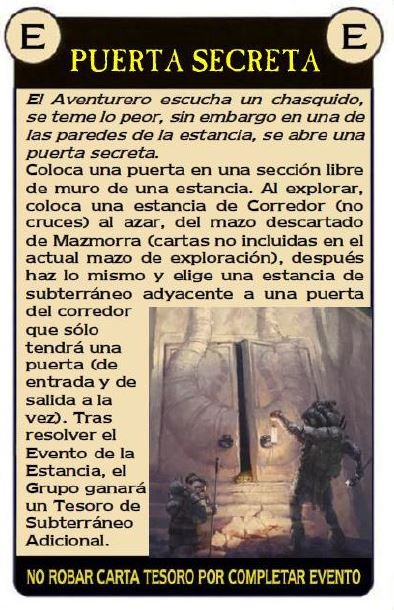 E
E
PUERTA SECRETA
El Aventurero escucha un chasquido,
se teme lo peor, sin embargo en una de
las paredes de la estancia, se abre una
puerta secreta.
Coloca una puerta en una sección libre
de muro de una estancia. Al explorar,
coloca una estancia de Corredor (no
cruces) al azar, del mazo descartado
de Mazmorra (cartas no incluidas en el
actual mazo de exploración), después
haz lo mismo y elige una estancia de
subterráneo adyacente a una puerta
del corredor
que sólo
tendrá una
puerta (de
entrada y de
salida a la
vez). Tras
resolver el
Evento de la
Estancia, el
Grupo ganará
un Tesoro de
Subterráneo
Adicional.
NO ROBAR CARTA TESORO POR COMPLETAR EVENTO